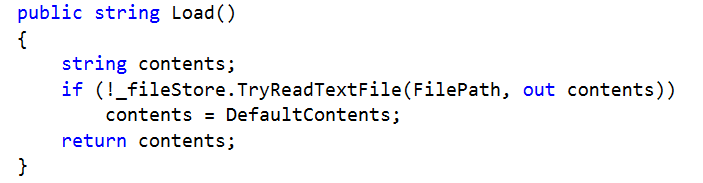 public string Load()
{
    string contents;
    if (!_fileStore.TryReadTextFile(FilePath, out contents))
        contents = DefaultContents;
    return contents;
}